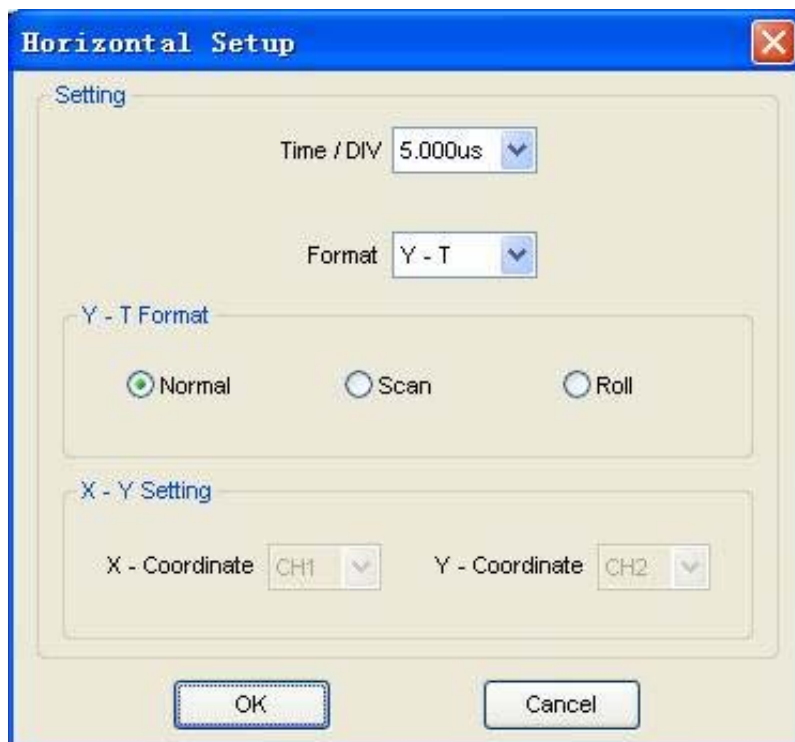 Horizontal Setup
Setting
Time / DIV 5.000us
Format Y - T
Y - T Format
Normal Scan Roll
X - Y Setting
X - Coordinate CH1 Y - Coordinate CH2
OK Cancel